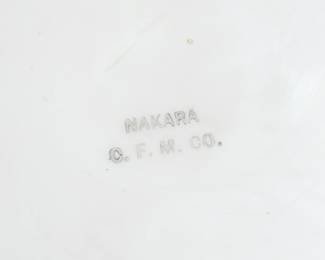 NAKARA
C. F. M. CO.